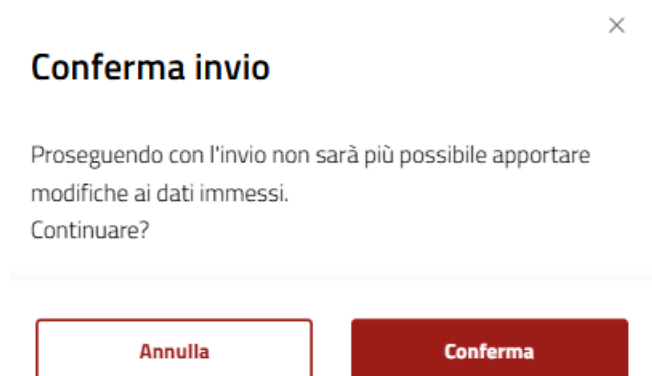 Conferma invio
Proseguendo con l'invio non sarà più possibile apportare
modifiche ai dati immessi.
Continuare?
Annulla
Conferma